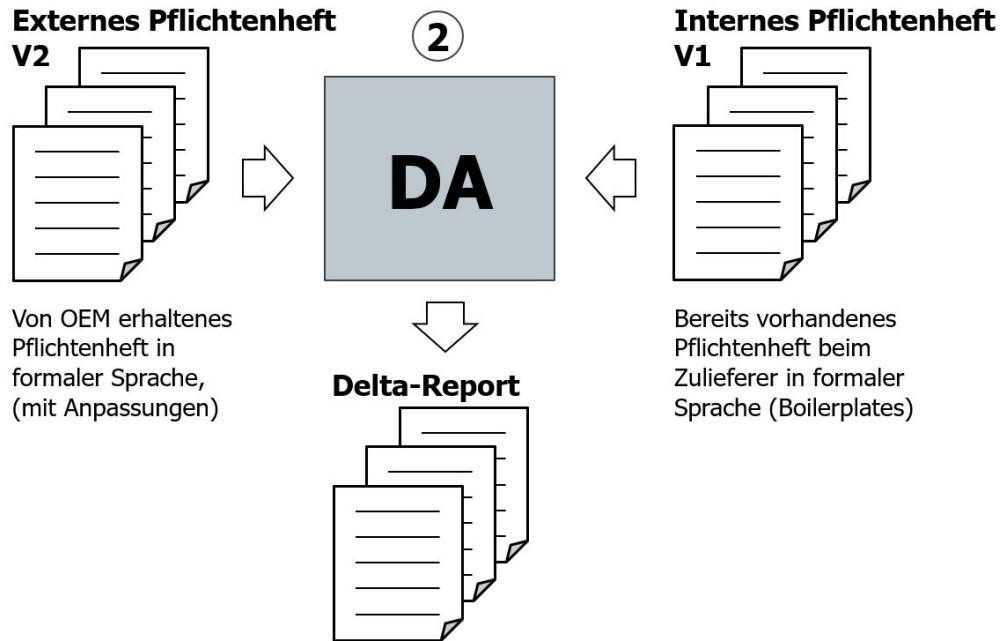 Externes Pflichtenheft
V2
2
Internes Pflichtenheft
V1
DA
Von OEM erhaltenes
Pflichtenheft in
formaler Sprache,
(mit Anpassungen)
Bereits vorhandenes
Pflichtenheft beim
Zulieferer in formaler
Sprache (Boilerplates)
Delta-Report